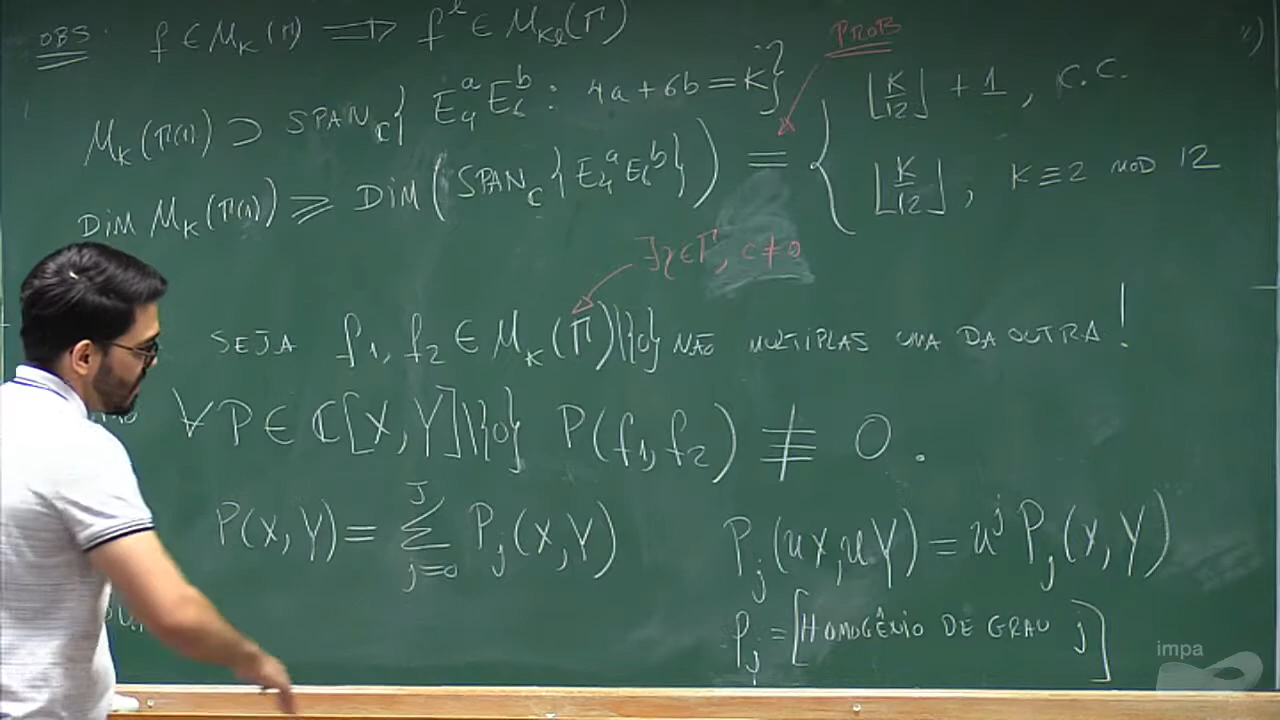 OBS: f ∈ M_K(Γ) ⟹ f^ℓ ∈ M_{Kℓ}(Γ)
PROB
M_K(Γ(1)) ⊃ SPAN_C { E_4^a E_6^b : 4a + 6b = K }
DIM M_K(Γ(1)) ⩾ DIM ( SPAN_C { E_4^a E_6^b } ) = { ⌊K/12⌋ + 1, C.C.
⌊K/12⌋, K ≡ 2 MOD 12
∃ γ ∈ Γ, C ≠ 0
SEJA f_1, f_2 ∈ M_K(Γ)\{0} NÃO MULTIPLAS UMA DA OUTRA!
∀ P ∈ ℂ[X,Y]\{0} P(f_1, f_2) ≢ 0.
P(X,Y) = ∑_{j=0}^{J} P_j(X,Y) P_j(uX, uY) = u^j P_j(X,Y)
P_j = [HOMOGÊNIO DE GRAU j]
impa